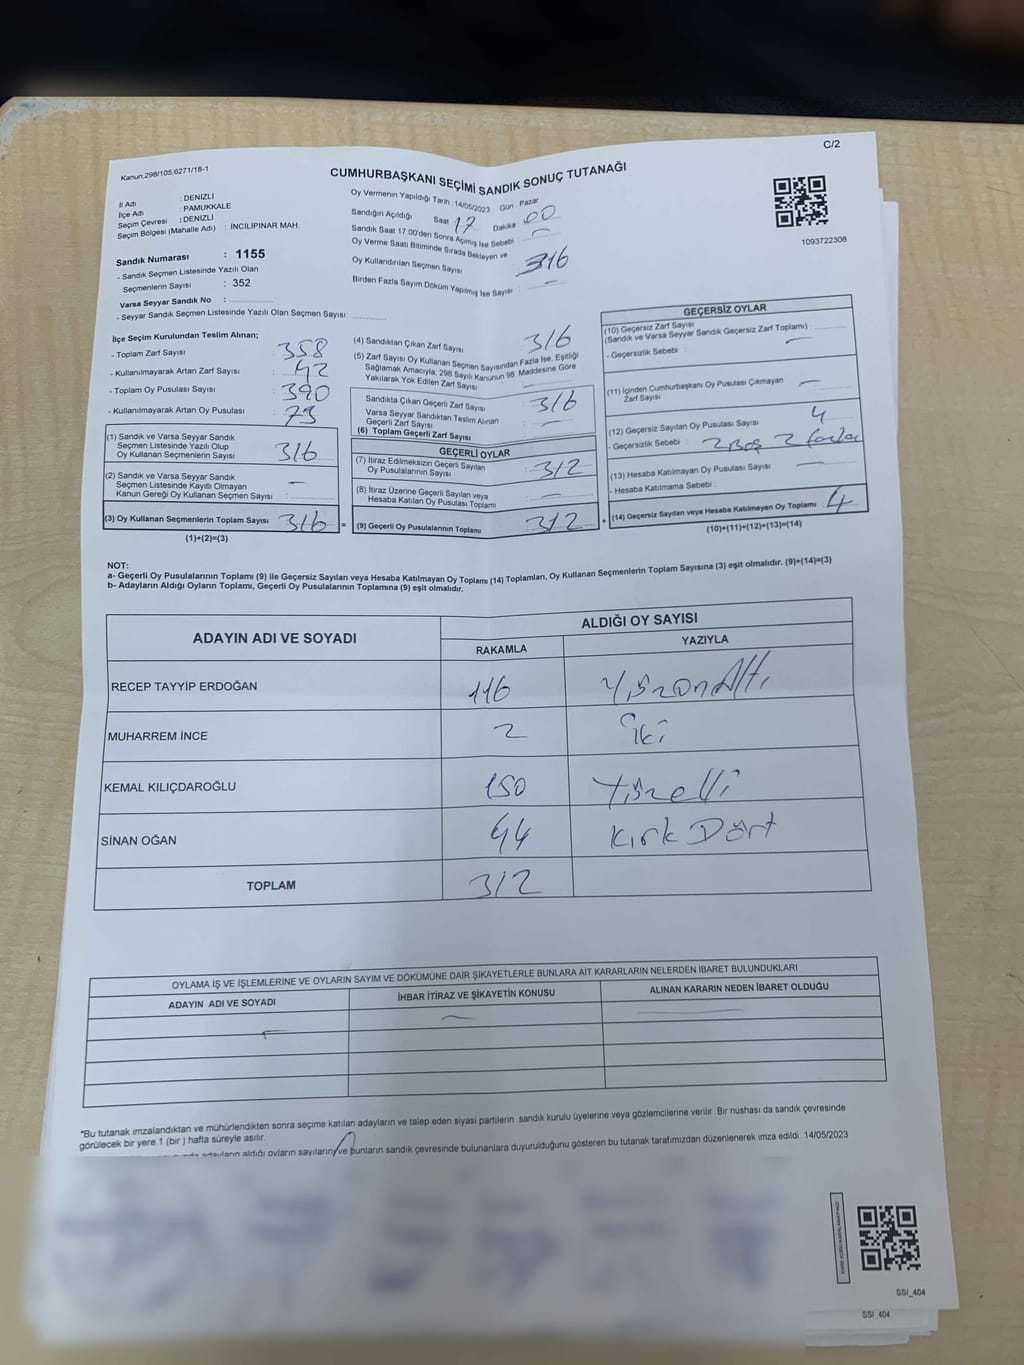 C/2
Kanun:298/105,6271/18-1
CUMHURBAŞKANI SEÇİMİ SANDIK SONUÇ TUTANAĞI
İl Adı : DENİZLİ
İlçe Adı : PAMUKKALE
Seçim Çevresi : DENİZLİ
Seçim Bölgesi (Mahalle Adı) : İNCİLİPINAR MAH.
Sandık Numarası : 1155
- Sandık Seçmen Listesinde Yazılı Olan
Seçmenlerin Sayısı : 352
Varsa Seyyar Sandık No :
- Seyyar Sandık Seçmen Listesinde Yazılı Olan Seçmen Sayısı:
Oy Vermenin Yapıldığı Tarih : 14/05/2023 Gün : Pazar
Sandığın Açıldığı Saat 17 Dakika : 00
Sandık Saat 17.00'den Sonra Açılmış İse Sebebi : -
Oy Verme Saati Bitiminde Sırada Bekleyen ve
Oy Kullandırılan Seçmen Sayısı 316
Birden Fazla Sayım Döküm Yapılmış İse Sayısı : -
1093722308
İlçe Seçim Kurulundan Teslim Alınan;
- Toplam Zarf Sayısı : 358
- Kullanılmayarak Artan Zarf Sayısı : 42
- Toplam Oy Pusulası Sayısı : 390
- Kullanılmayarak Artan Oy Pusulası : 73
(1) Sandık ve Varsa Seyyar Sandık
Seçmen Listesinde Yazılı Olup
Oy Kullanan Seçmenlerin Sayısı : 316
(2) Sandık ve Varsa Seyyar Sandık
Seçmen Listesinde Kayıtlı Olmayan
Kanun Gereği Oy Kullanan Seçmen Sayısı : -
(3) Oy Kullanan Seçmenlerin Toplam Sayısı : 316 =
(1)+(2)=(3)
(4) Sandıktan Çıkan Zarf Sayısı : 316
(5) Zarf Sayısı Oy Kullanan Seçmen Sayısından Fazla İse, Eşitliği
Sağlamak Amacıyla; 298 Sayılı Kanunun 98. Maddesine Göre
Yakılarak Yok Edilen Zarf Sayısı : -
Sandıkta Çıkan Geçerli Zarf Sayısı : 316
Varsa Seyyar Sandıktan Teslim Alınan
Geçerli Zarf Sayısı : -
(6) Toplam Geçerli Zarf Sayısı
GEÇERLİ OYLAR
(7) İtiraz Edilmeksizin Geçerli Sayılan
Oy Pusulalarının Sayısı : 312
(8) İtiraz Üzerine Geçerli Sayılan veya
Hesaba Katılan Oy Pusulası Toplamı : -
(9) Geçerli Oy Pusulalarının Toplamı : 312 +
GEÇERSİZ OYLAR
(10) Geçersiz Zarf Sayısı
(Sandık ve Varsa Seyyar Sandık Geçersiz Zarf Toplamı) :
- Geçersizlik Sebebi : -
(11) İçinden Cumhurbaşkanı Oy Pusulası Çıkmayan
Zarf Sayısı -
(12) Geçersiz Sayılan Oy Pusulası Sayısı : 4
- Geçersizlik Sebebi : 2 Boş 2 fazla
(13) Hesaba Katılmayan Oy Pusulası Sayısı : -
- Hesaba Katılmama Sebebi :
(14) Geçersiz Sayılan veya Hesaba Katılmayan Oy Toplamı : 4
(10)+(11)+(12)+(13)=(14)
NOT:
a- Geçerli Oy Pusulalarının Toplamı (9) ile Geçersiz Sayılan veya Hesaba Katılmayan Oy Toplamı (14) Toplamları, Oy Kullanan Seçmenlerin Toplam Sayısına (3) eşit olmalıdır. (9)+(14)=(3)
b- Adayların Aldığı Oyların Toplamı, Geçerli Oy Pusulalarının Toplamına (9) eşit olmalıdır.
ADAYIN ADI VE SOYADI
ALDIĞI OY SAYISI
RAKAMLA YAZIYLA
RECEP TAYYİP ERDOĞAN 116 YüzonAltı
MUHARREM İNCE 2 İki
KEMAL KILIÇDAROĞLU 150 Yüzelli
SİNAN OĞAN 44 Kırk Dört
TOPLAM 312
OYLAMA İŞ VE İŞLEMLERİNE VE OYLARIN SAYIM VE DÖKÜMÜNE DAİR ŞİKAYETLERLE BUNLARA AİT KARARLARIN NELERDEN İBARET BULUNDUKLARI
ADAYIN ADI VE SOYADI İHBAR İTİRAZ VE ŞİKAYETİN KONUSU ALINAN KARARIN NEDEN İBARET OLDUĞU
*Bu tutanak imzalandıktan ve mühürlendikten sonra seçime katılan adayların ve talep eden siyasi partilerin sandık kurulu üyelerine veya gözlemcilerine verilir. Bir nüshası da sandık çevresinde
görülecek bir yere 1 (bir) hafta süreyle asılır.
adayların aldığı oyların sayılarını ve bunların sandık çevresinde bulunanlara duyurulduğunu gösteren bu tutanak tarafımızdan düzenlenerek imza edildi. 14/05/2023
SSI_404
SSI_404